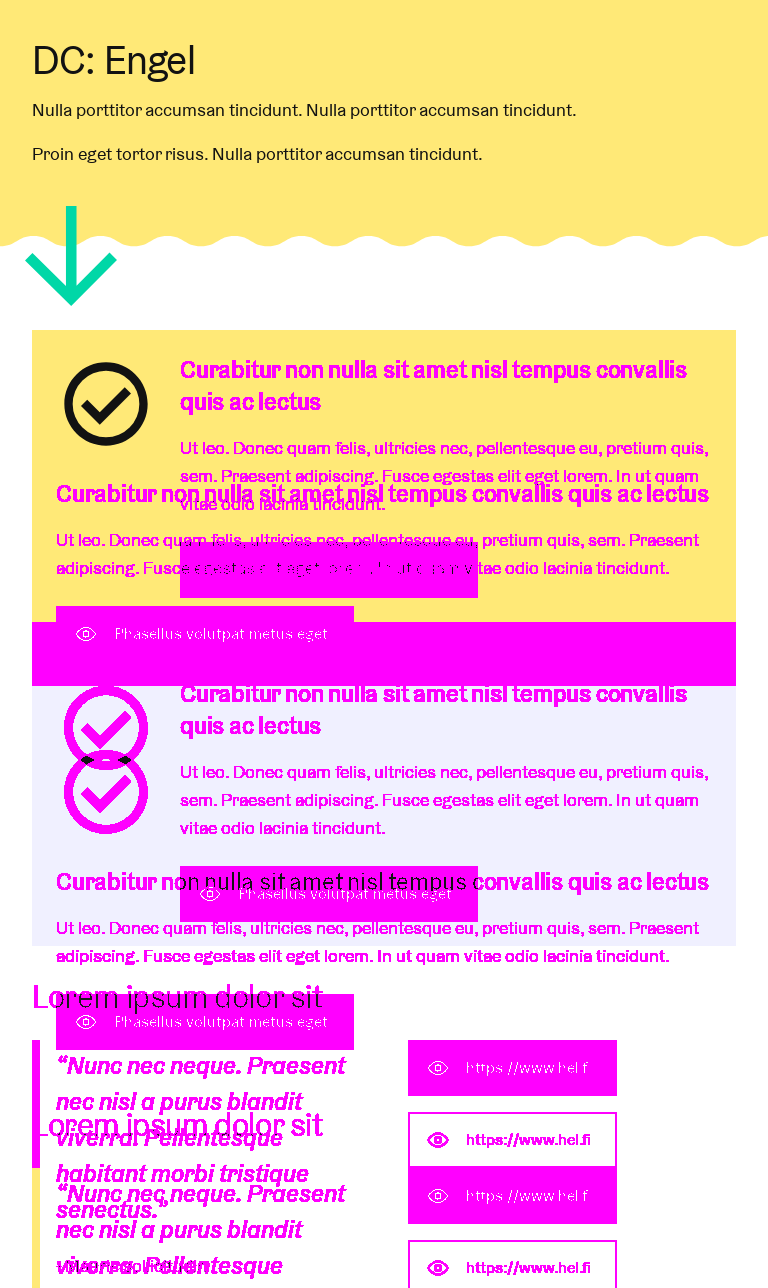 DC: Engel
Nulla porttitor accumsan tincidunt. Nulla porttitor accumsan tincidunt.
Proin eget tortor risus. Nulla porttitor accumsan tincidunt.
Curabitur non nulla sit amet nisl tempus convallis
quis ac lectus
Ut leo. Donec quam felis, ultricies nec, pellentesque eu, pretium quis,
sem. Praesent adipiscing. Fusce egestas elit eget lorem. In ut quam
Curabitur non nulla sit amet nisl tempus convallis quis ac lectus
vitae odio lacinia tincidunt.
Ut leo. Donec quam felis, ultricies nec, pellentesque eu, pretium quis, sem. Praesent
adipiscing. Fusce egestas elit eget lorem. In ut quam vitae odio lacinia tincidunt.
Phasellus volutpat metus eget
Curabitur non nulla sit amet nisl tempus convallis
quis ac lectus
Ut leo. Donec quam felis, ultricies nec, pellentesque eu, pretium quis,
sem. Praesent adipiscing. Fusce egestas elit eget lorem. In ut quam
vitae odio lacinia tincidunt.
Curabitur non nulla sit amet nisl tempus convallis quis ac lectus
Phasellus volutpat metus eget
Ut leo. Donec quam felis, ultricies nec, pellentesque eu, pretium quis, sem. Praesent
adipiscing. Fusce egestas elit eget lorem. In ut quam vitae odio lacinia tincidunt.
Lorem ipsum dolor sit
Phasellus volutpat metus eget
“Nunc nec neque. Praesent
nec nisl a purus blandit
viverra. Pellentesque
habitant morbi tristique
senectus.”
https://www.hel.fi
https://www.hel.fi
Lorem ipsum dolor sit
“Nunc nec neque. Praesent
nec nisl a purus blandit
viverra. Pellentesque
https://www.hel.fi
https://www.hel.fi